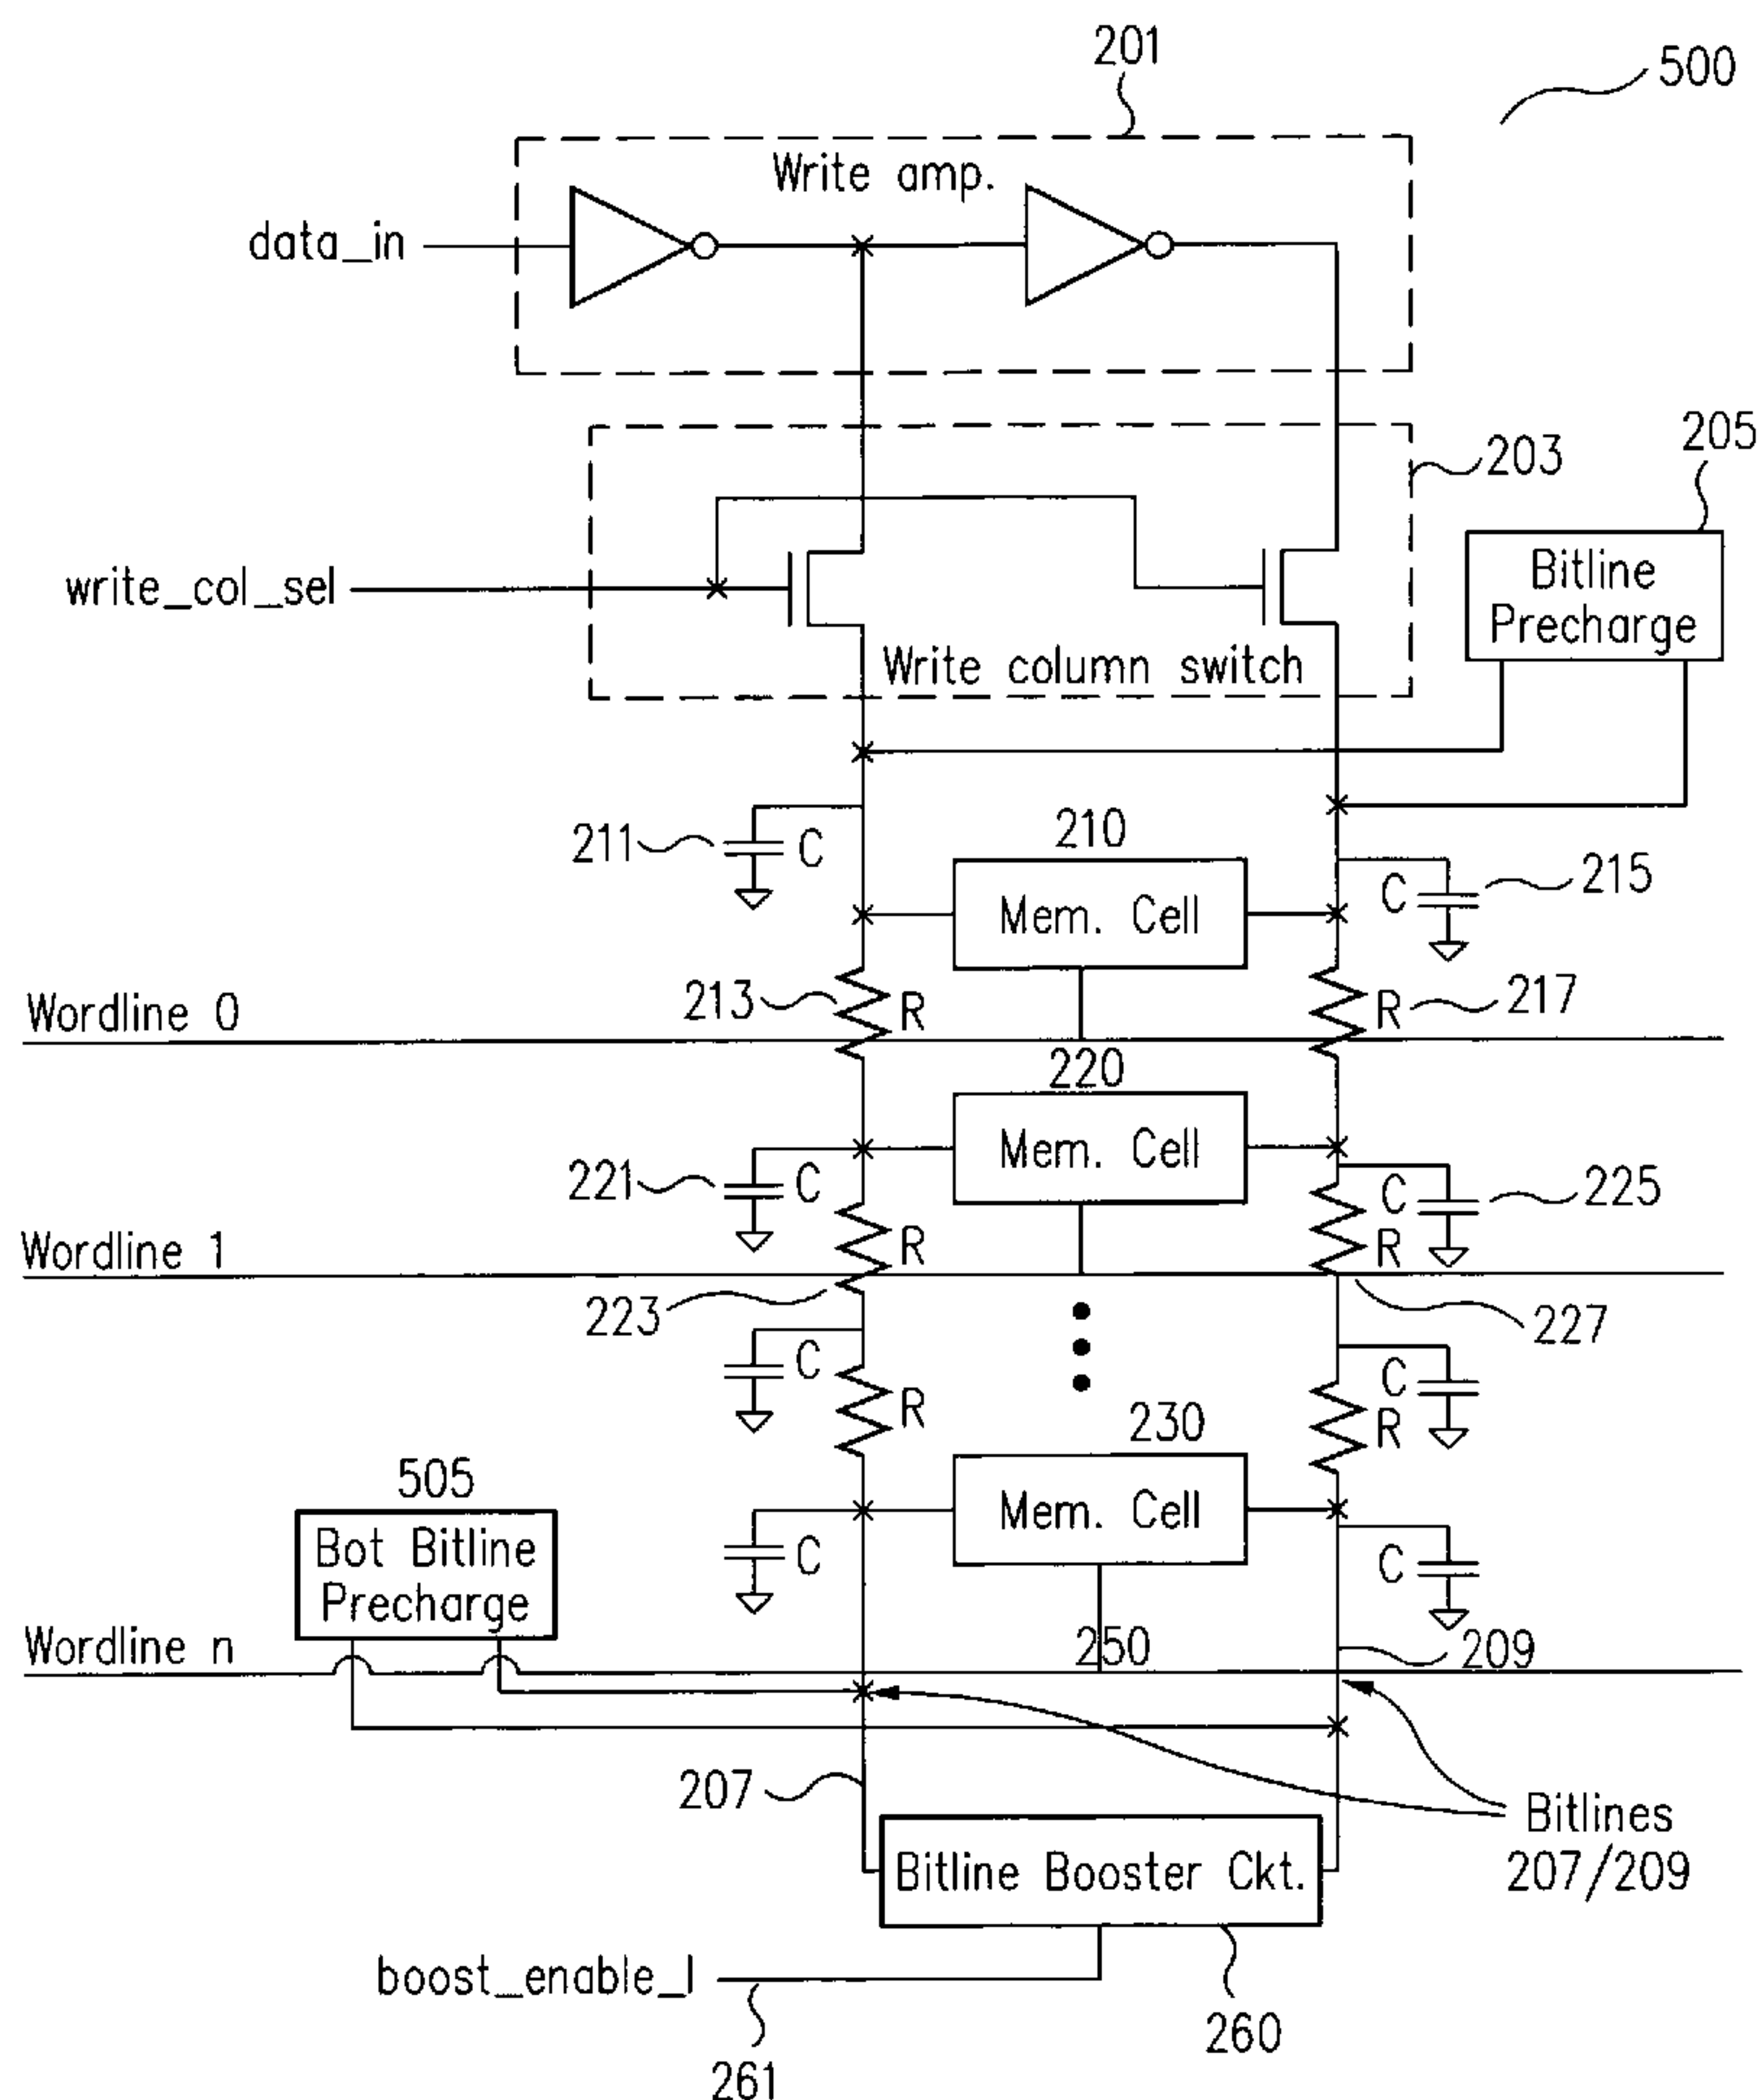 201
500
Write amp.
data_in
205
203
Bitline
Precharge
write_col_sel
Write column switch
211
C
210
215
C
Mem. Cell
213
R
R
217
Wordline 0
220
Mem. Cell
221
C
C
225
R
R
Wordline 1
223
227
C
C
R
R
230
505
Mem. Cell
Bot Bitline
Precharge
C
C
Wordline n
250
209
207
Bitlines
207/209
Bitline Booster Ckt.
boost_enable_l
260
261